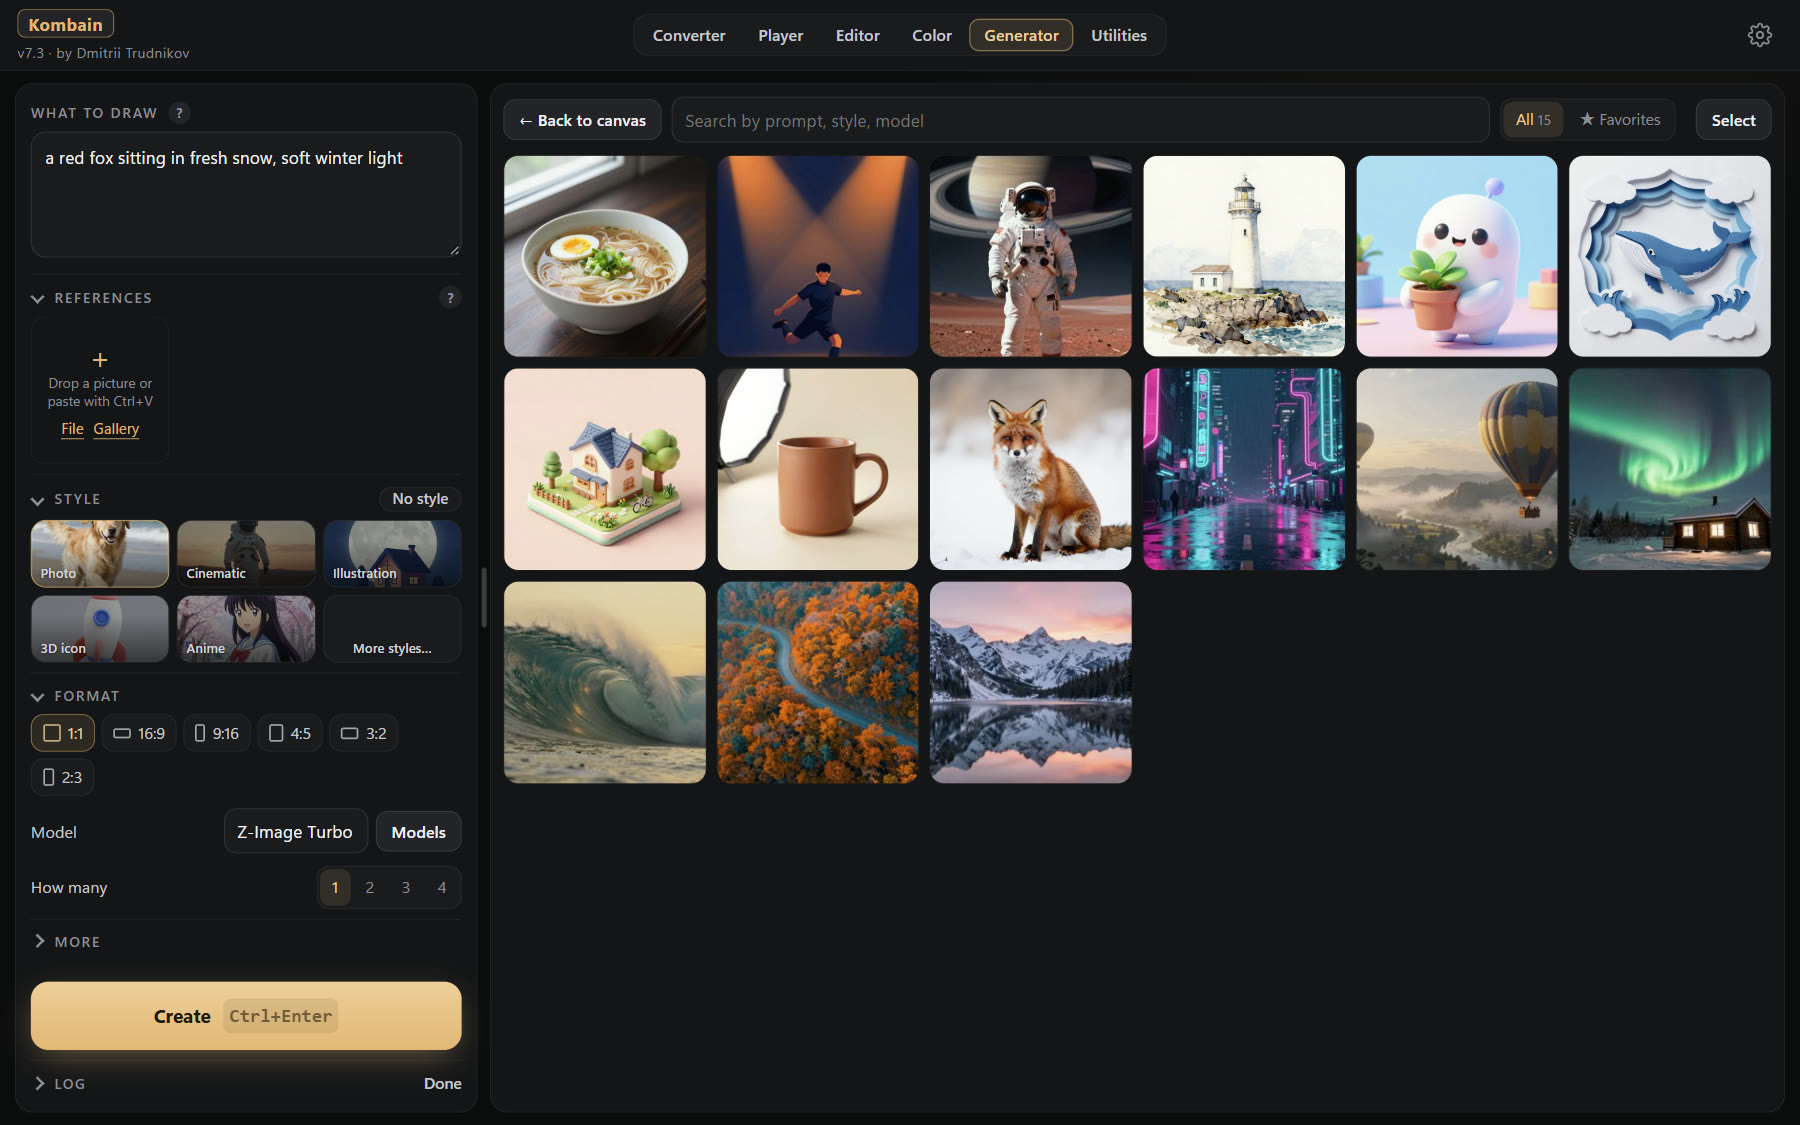 Kombain
v7.3 · by Dmitrii Trudnikov
Converter
Player
Editor
Color
Generator
Utilities
WHAT TO DRAW ?
a red fox sitting in fresh snow, soft winter light
REFERENCES ?
+
Drop a picture or
paste with Ctrl+V
File Gallery
STYLE No style
Photo
Cinematic
Illustration
3D icon
Anime
More styles...
FORMAT
1:1
16:9
9:16
4:5
3:2
2:3
Model Z-Image Turbo Models
How many 1 2 3 4
MORE
Create Ctrl+Enter
LOG Done
← Back to canvas
Search by prompt, style, model
All 15
★ Favorites
Select